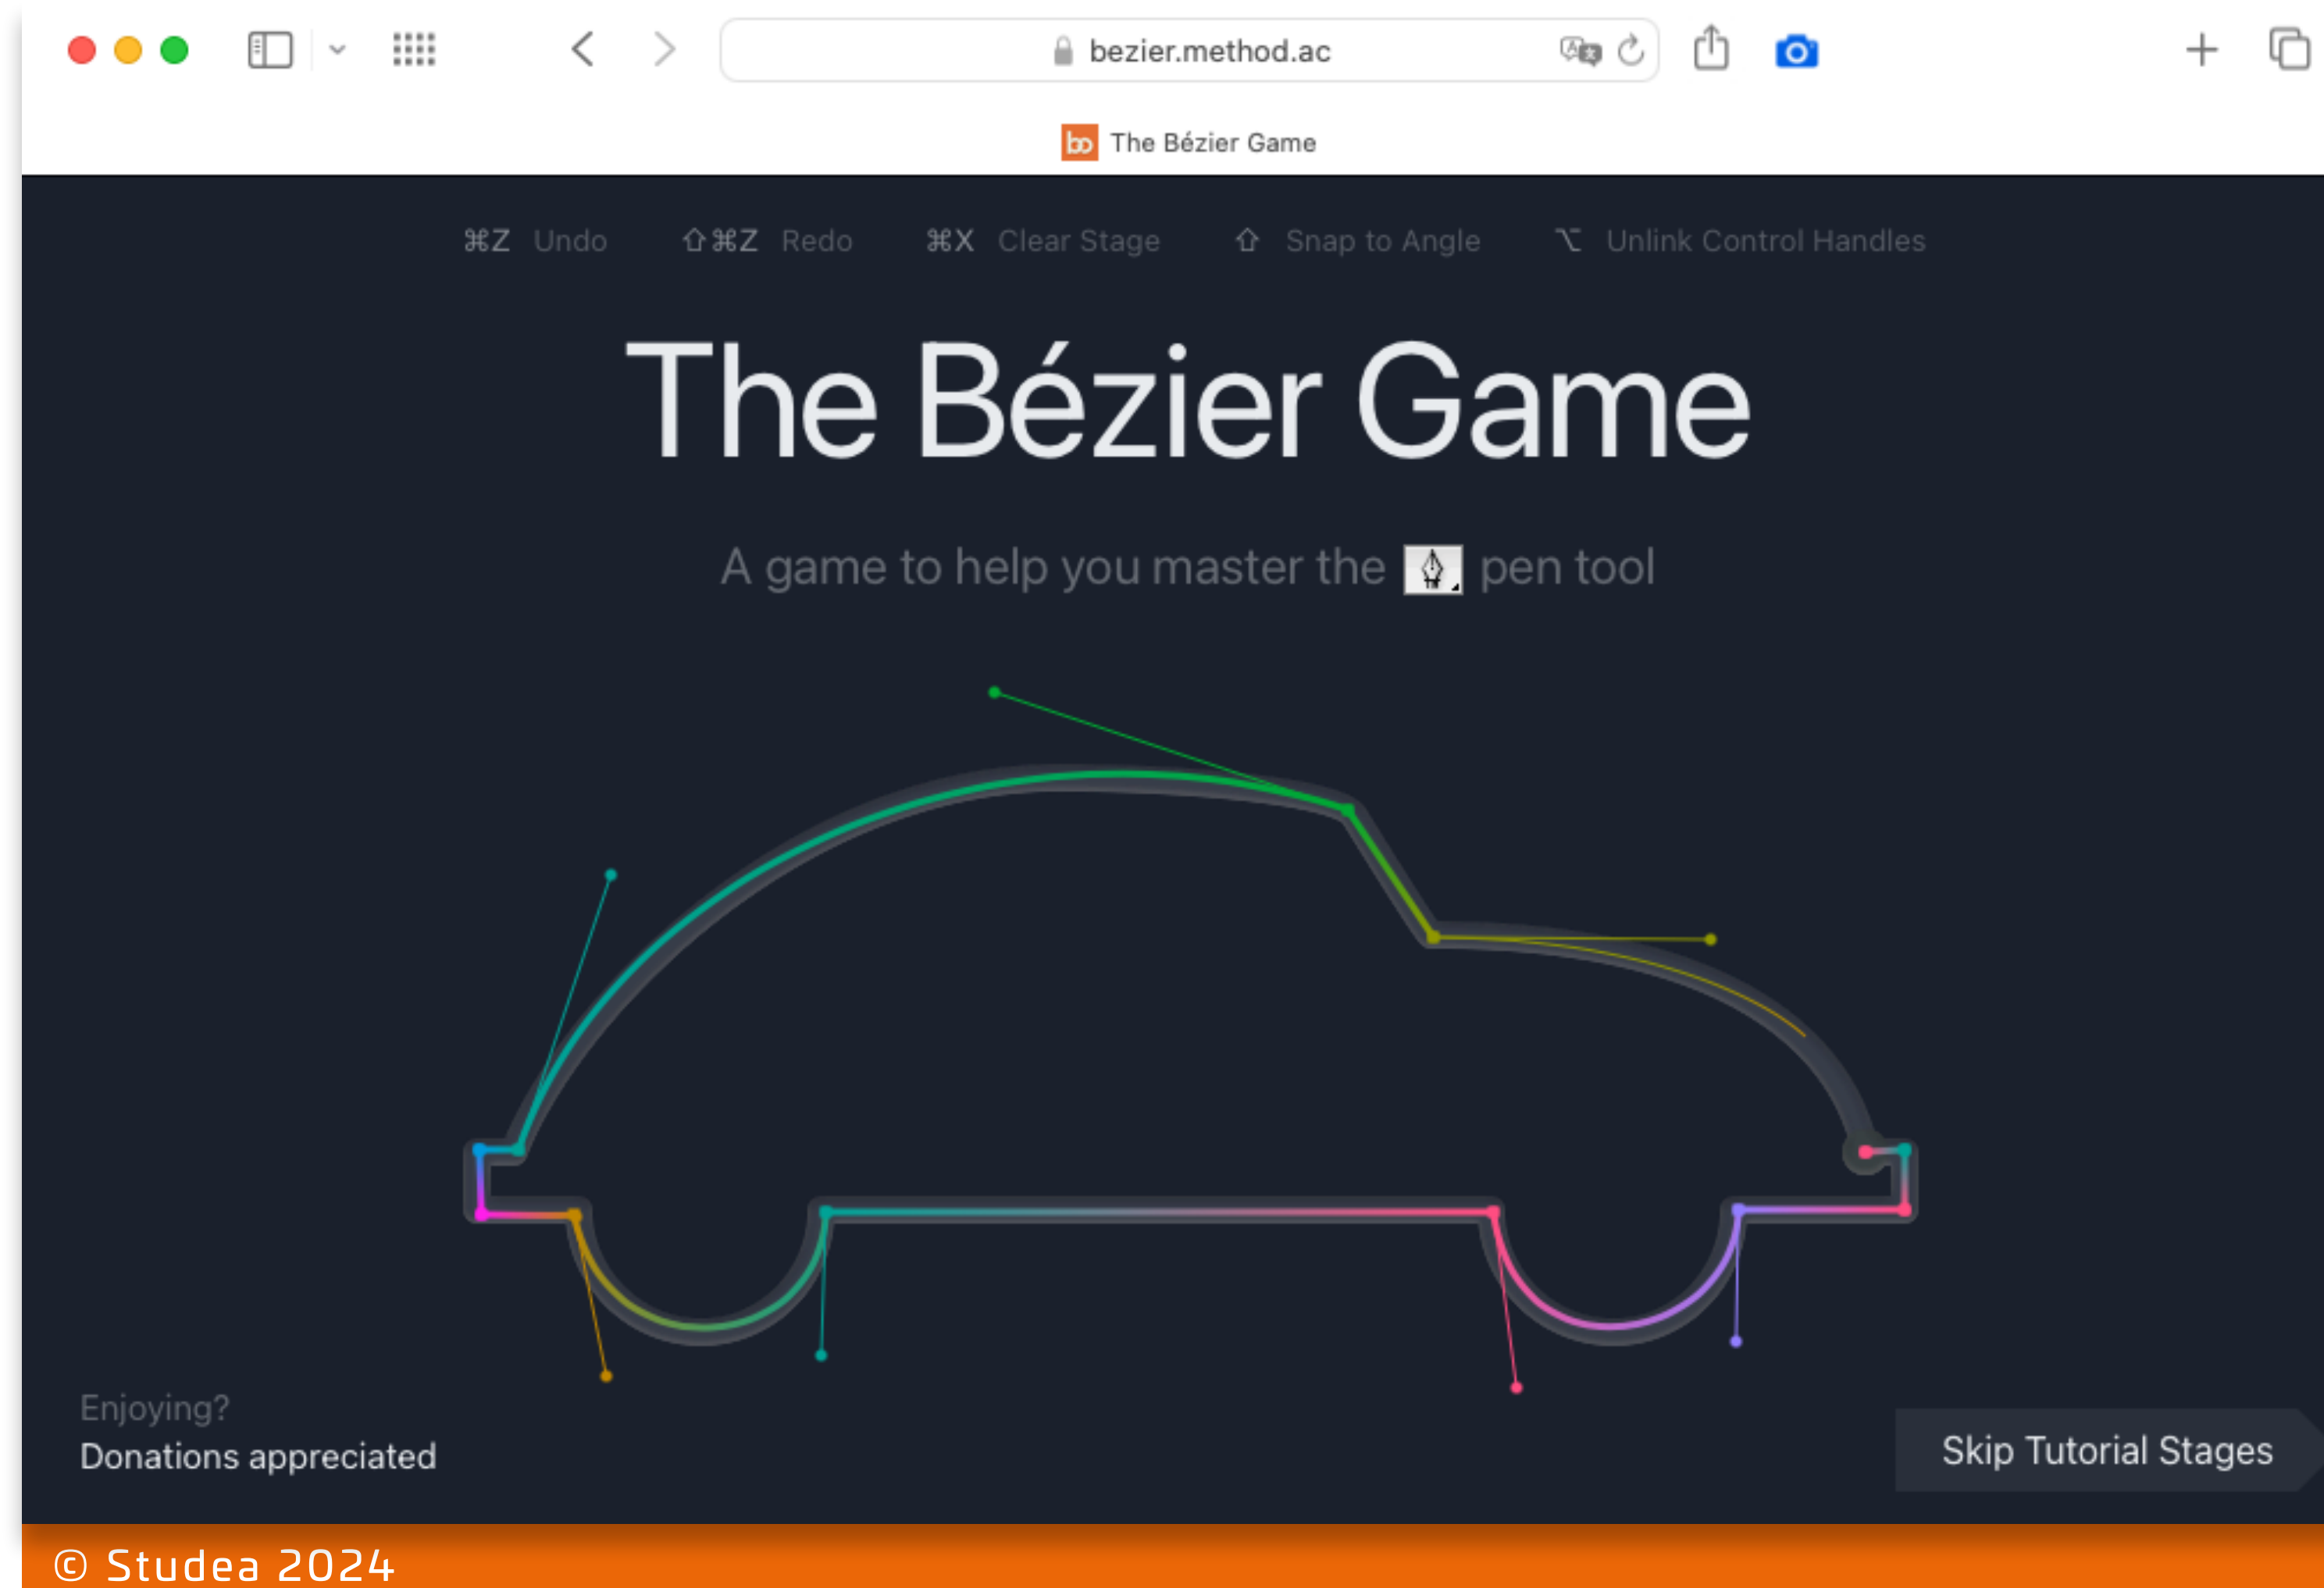 bezier.method.ac
bo The Bézier Game
⌘Z Undo ⇧⌘Z Redo ⌘X Clear Stage ⇧ Snap to Angle ⌥ Unlink Control Handles
The Bézier Game
A game to help you master the pen tool
Enjoying?
Donations appreciated
Skip Tutorial Stages
© Studea 2024